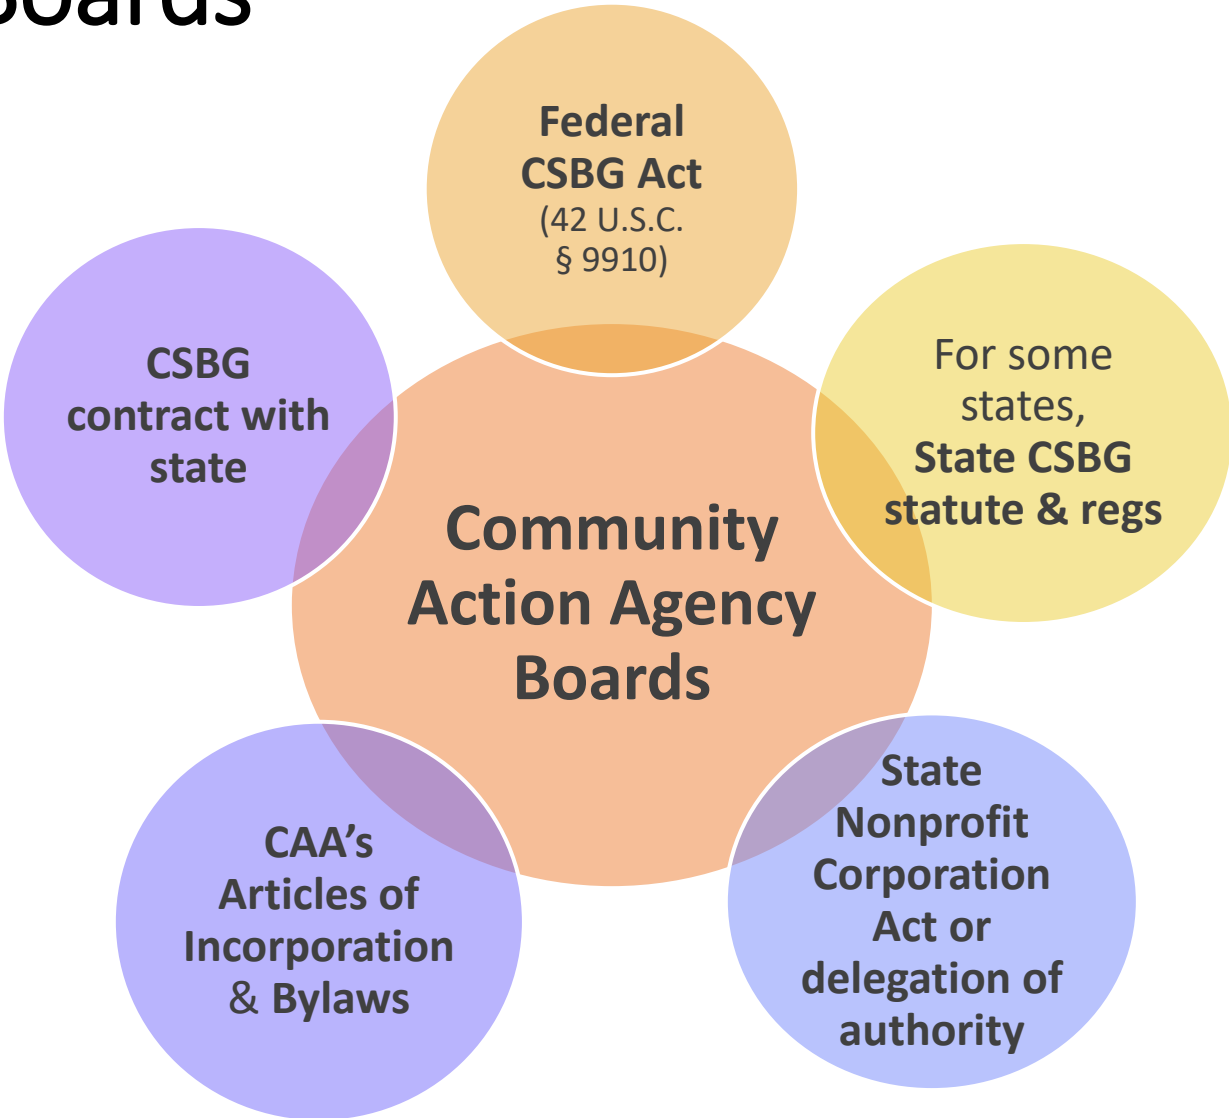 Boards
Federal
CSBG Act
(42 U.S.C.
§ 9910)
For some
states,
State CSBG
statute & regs
CSBG
contract with
state
Community
Action Agency
Boards
State
Nonprofit
Corporation
Act or
delegation of
authority
CAA’s
Articles of
Incorporation
& Bylaws